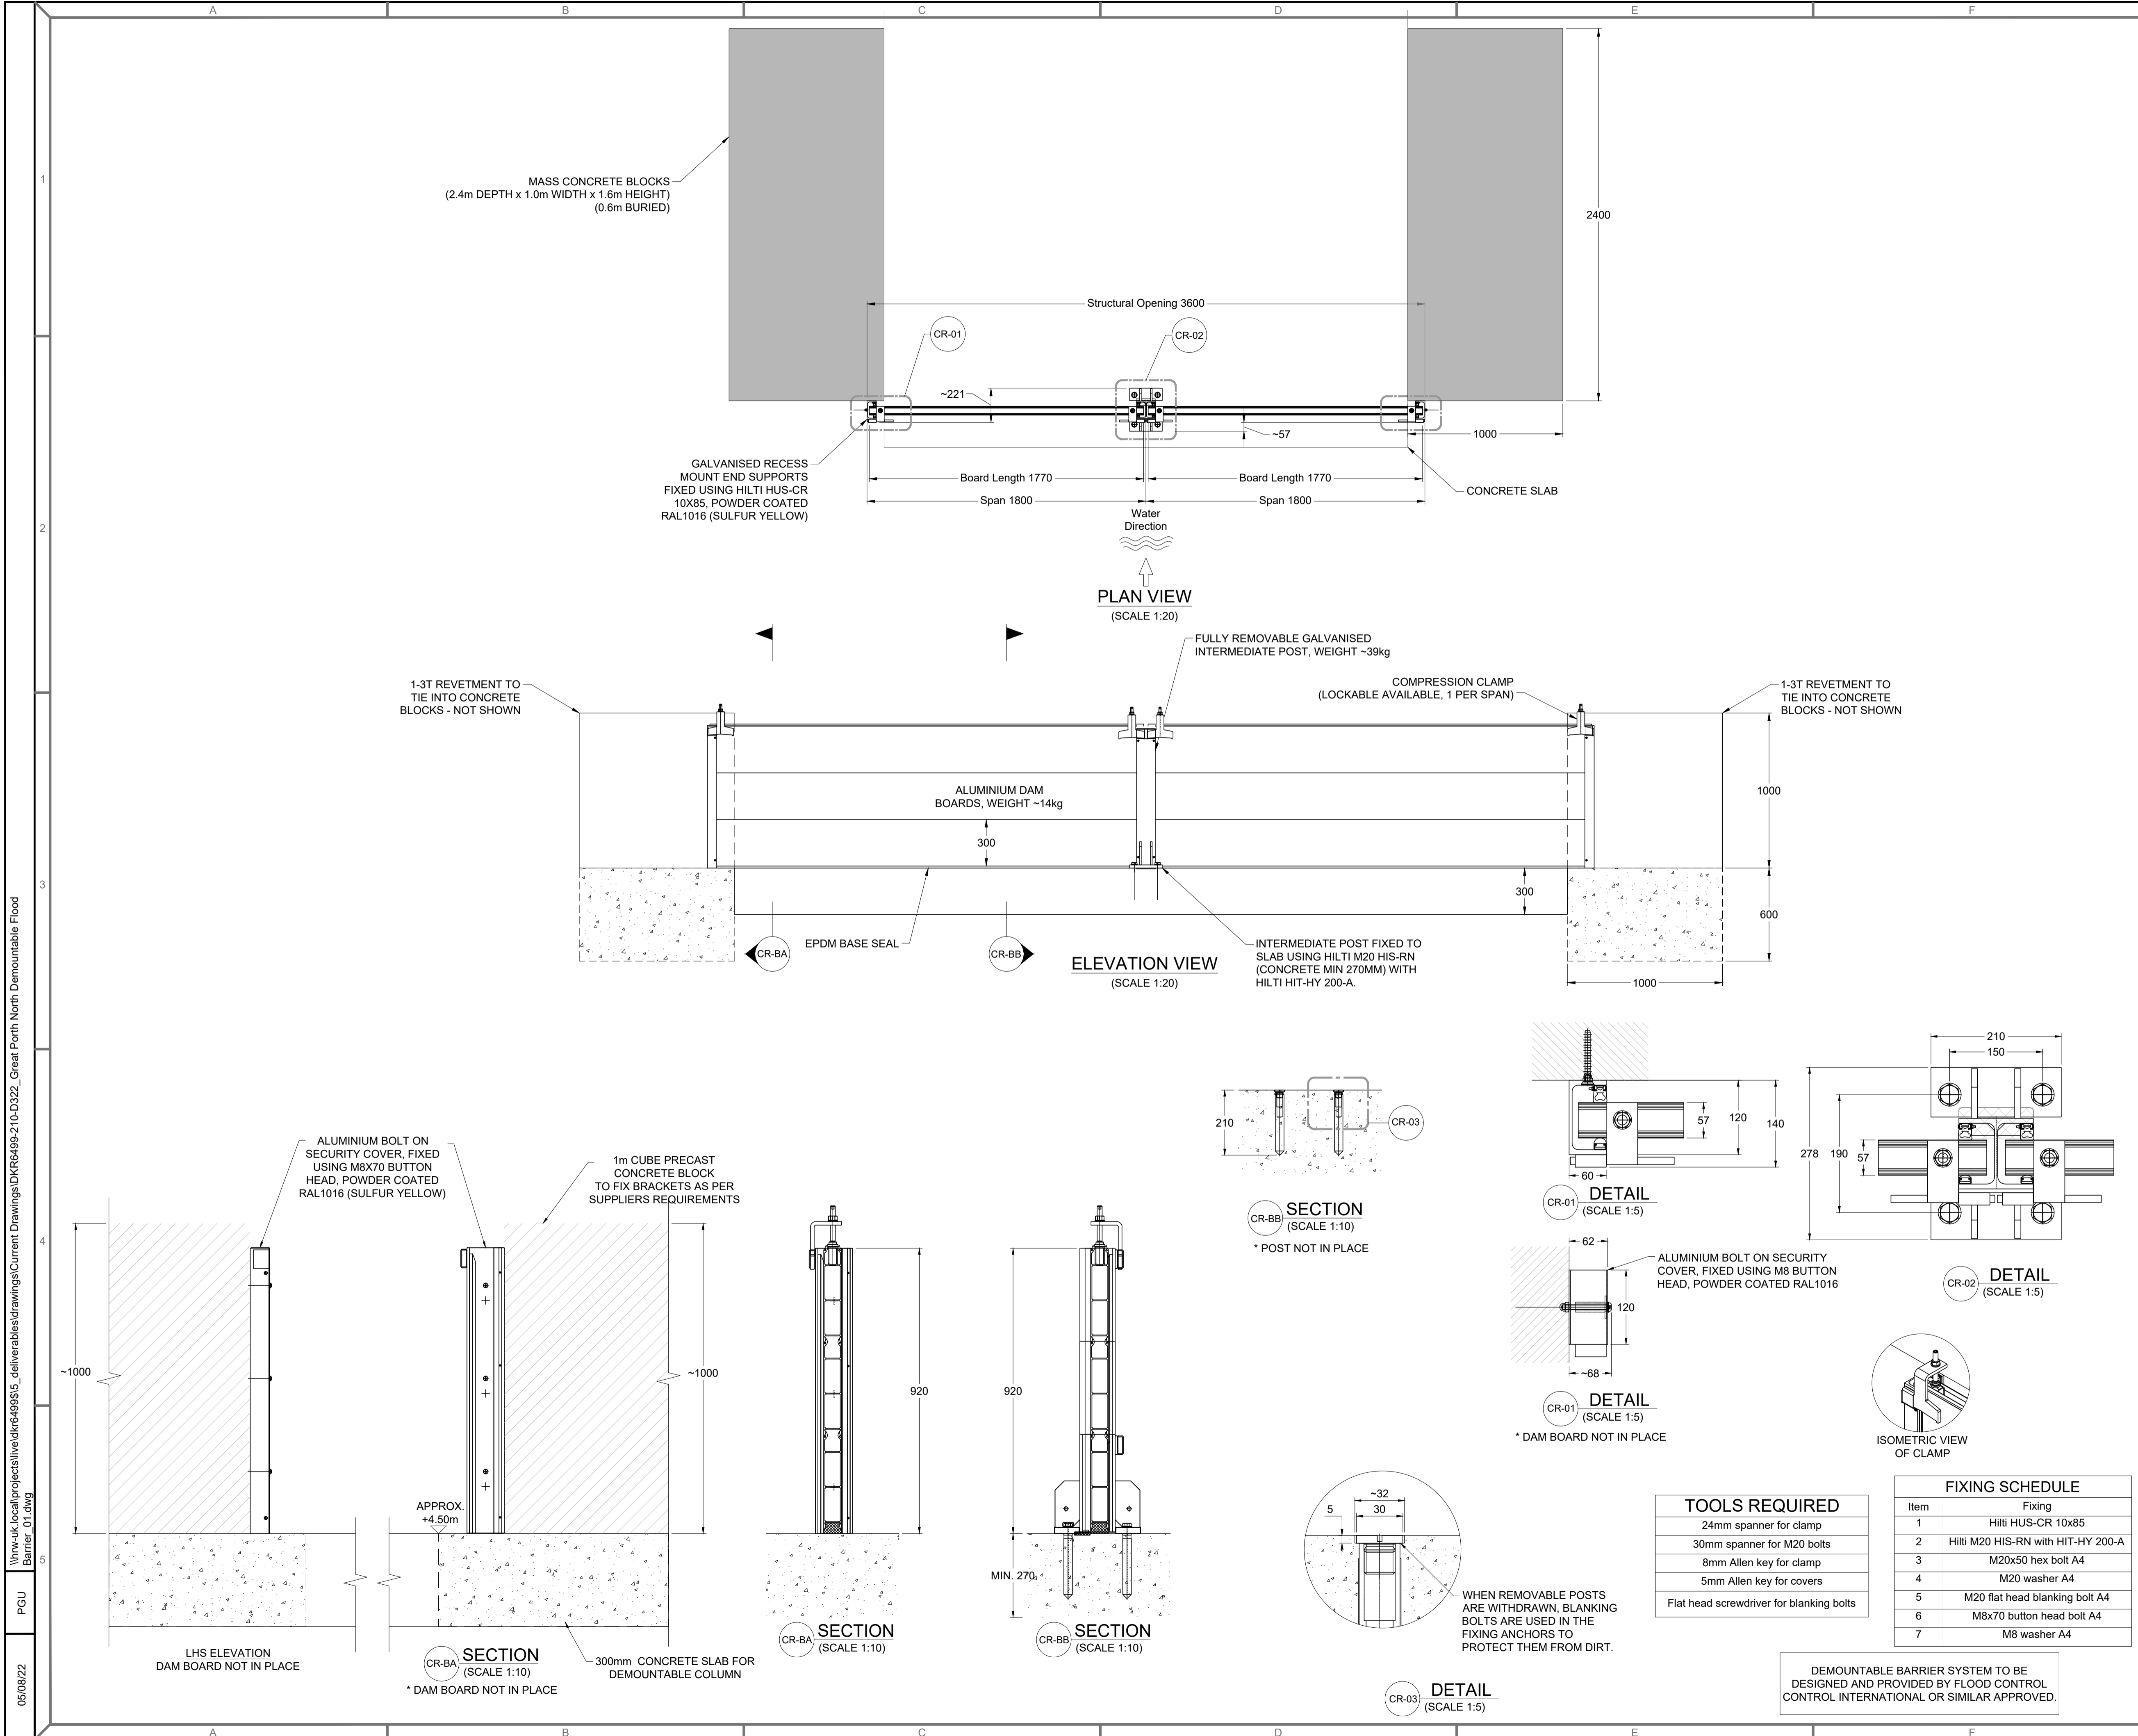 A
B
C
D
E
F
1
2
3
4
5
MASS CONCRETE BLOCKS
(2.4m DEPTH x 1.0m WIDTH x 1.6m HEIGHT)
(0.6m BURIED)
2400
Structural Opening 3600
CR-01
CR-02
~221
~57
1000
GALVANISED RECESS
MOUNT END SUPPORTS
FIXED USING HILTI HUS-CR
10X85, POWDER COATED
RAL1016 (SULFUR YELLOW)
Board Length 1770
Board Length 1770
Span 1800
Span 1800
CONCRETE SLAB
Water
Direction
PLAN VIEW
(SCALE 1:20)
FULLY REMOVABLE GALVANISED
INTERMEDIATE POST, WEIGHT ~39kg
1-3T REVETMENT TO
TIE INTO CONCRETE
BLOCKS - NOT SHOWN
COMPRESSION CLAMP
(LOCKABLE AVAILABLE, 1 PER SPAN)
1-3T REVETMENT TO
TIE INTO CONCRETE
BLOCKS - NOT SHOWN
ALUMINIUM DAM
BOARDS, WEIGHT ~14kg
300
1000
300
600
1000
EPDM BASE SEAL
CR-BA
CR-BB
ELEVATION VIEW
(SCALE 1:20)
INTERMEDIATE POST FIXED TO
SLAB USING HILTI M20 HIS-RN
(CONCRETE MIN 270MM) WITH
HILTI HIT-HY 200-A.
ALUMINIUM BOLT ON
SECURITY COVER, FIXED
USING M8X70 BUTTON
HEAD, POWDER COATED
RAL1016 (SULFUR YELLOW)
1m CUBE PRECAST
CONCRETE BLOCK
TO FIX BRACKETS AS PER
SUPPLIERS REQUIREMENTS
~1000
~1000
APPROX.
+4.50m
LHS ELEVATION
DAM BOARD NOT IN PLACE
CR-BA SECTION
(SCALE 1:10)
* DAM BOARD NOT IN PLACE
300mm CONCRETE SLAB FOR
DEMOUNTABLE COLUMN
920
CR-BA SECTION
(SCALE 1:10)
920
MIN. 270
CR-BB SECTION
(SCALE 1:10)
210
CR-03
CR-BB SECTION
(SCALE 1:10)
* POST NOT IN PLACE
57
120
140
60
CR-01 DETAIL
(SCALE 1:5)
62
ALUMINIUM BOLT ON SECURITY
COVER, FIXED USING M8 BUTTON
HEAD, POWDER COATED RAL1016
120
~68
CR-01 DETAIL
(SCALE 1:5)
* DAM BOARD NOT IN PLACE
210
150
278
190
57
CR-02 DETAIL
(SCALE 1:5)
ISOMETRIC VIEW
OF CLAMP
~32
5
30
WHEN REMOVABLE POSTS
ARE WITHDRAWN, BLANKING
BOLTS ARE USED IN THE
FIXING ANCHORS TO
PROTECT THEM FROM DIRT.
CR-03 DETAIL
(SCALE 1:5)
TOOLS REQUIRED
24mm spanner for clamp
30mm spanner for M20 bolts
8mm Allen key for clamp
5mm Allen key for covers
Flat head screwdriver for blanking bolts
FIXING SCHEDULE
Item Fixing
1 Hilti HUS-CR 10x85
2 Hilti M20 HIS-RN with HIT-HY 200-A
3 M20x50 hex bolt A4
4 M20 washer A4
5 M20 flat head blanking bolt A4
6 M8x70 button head bolt A4
7 M8 washer A4
DEMOUNTABLE BARRIER SYSTEM TO BE
DESIGNED AND PROVIDED BY FLOOD CONTROL
CONTROL INTERNATIONAL OR SIMILAR APPROVED.
\\hrw-uk.local\projects\live\dkr6499$\5_deliverables\drawings\Current Drawings\DKR6499-210-D322_Great Porth North Demountable Flood
Barrier_01.dwg
PGU
05/08/22
A
B
C
D
E
F